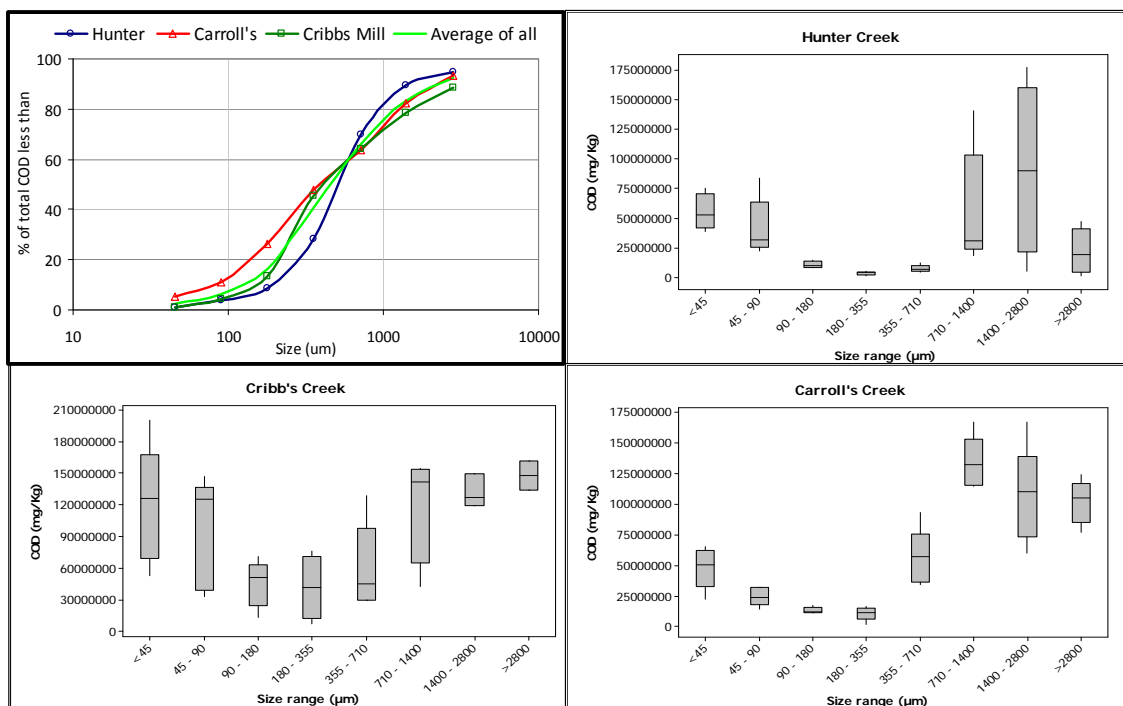 Hunter Carroll's Cribbs Mill Average of all
100
80
60
40
20
0
% of total COD less than
10 100 1000 10000
Size (um)
Hunter Creek
175000000
150000000
125000000
100000000
75000000
50000000
25000000
0
COD (mg/Kg)
<45 45 - 90 90 - 180 180 - 355 355 - 710 710 - 1400 1400 - 2800 >2800
Size range (µm)
Cribb's Creek
210000000
180000000
150000000
120000000
90000000
60000000
30000000
0
COD (mg/Kg)
<45 45 - 90 90 - 180 180 - 355 355 - 710 710 - 1400 1400 - 2800 >2800
Size range (µm)
Carroll's Creek
175000000
150000000
125000000
100000000
75000000
50000000
25000000
0
COD (mg/Kg)
<45 45 - 90 90 - 180 180 - 355 355 - 710 710 - 1400 1400 - 2800 >2800
Size range (µm)